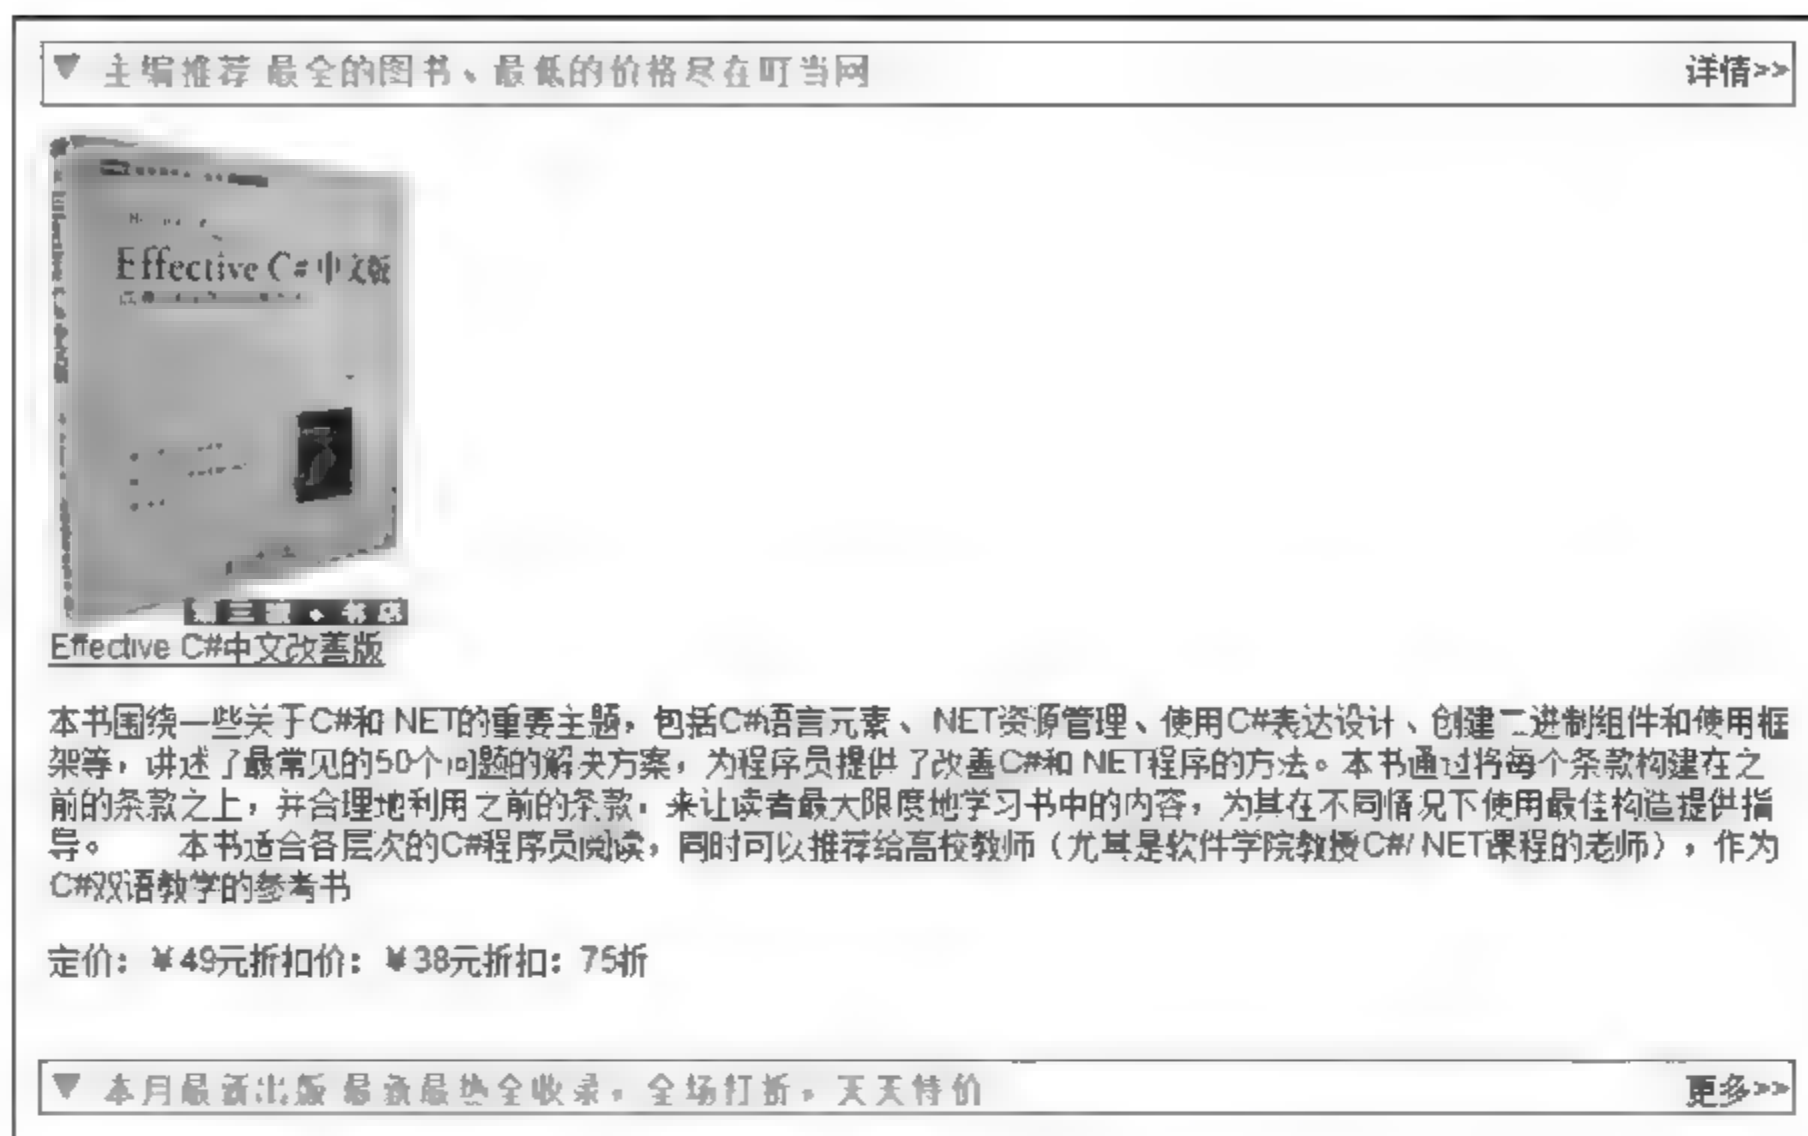 ▼ 主编推荐 最全的图书、最低的价格尽在叮当网 详情>>
Effective C# 中文版
第三波·书店
Effective C#中文改善版
本书围绕一些关于C#和 NET的重要主题，包括C#语言元素、NET资源管理、使用C#表达设计、创建二进制组件和使用框
架等，讲述了最常见的50个问题的解决方案，为程序员提供了改善C#和 NET程序的方法。本书通过将每个条款构建在之
前的条款之上，并合理地利用之前的条款，来让读者最大限度地学习书中的内容，为其在不同情况下使用最佳构造提供指
导。 本书适合各层次的C#程序员阅读，同时可以推荐给高校教师（尤其是软件学院教授C#/ NET课程的老师），作为
C#双语教学的参考书
定价：￥49元折扣价：￥38元折扣：75折
▼ 本月最新出版 最新最热全收录，全场打折，天天特价 更多>>